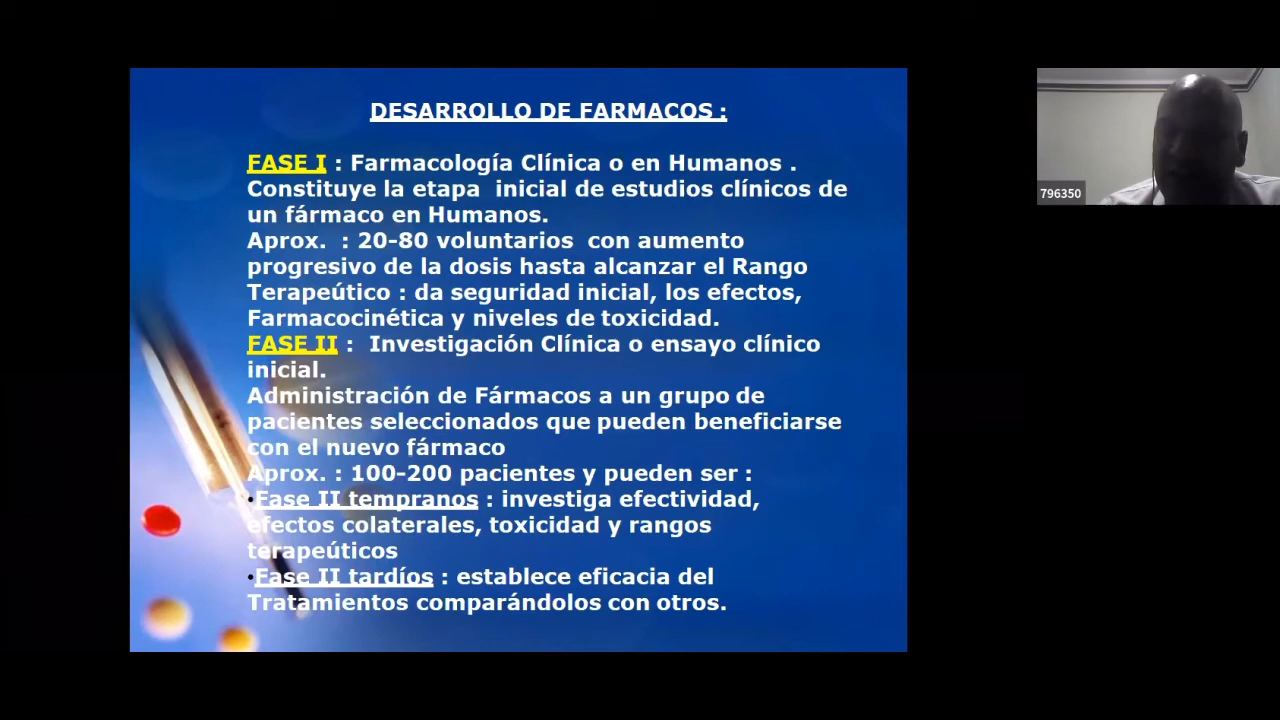 DESARROLLO DE FARMACOS :
FASE I : Farmacología Clínica o en Humanos .
Constituye la etapa inicial de estudios clínicos de
un fármaco en Humanos.
Aprox. : 20-80 voluntarios con aumento
progresivo de la dosis hasta alcanzar el Rango
Terapeútico : da seguridad inicial, los efectos,
Farmacocinética y niveles de toxicidad.
FASE II : Investigación Clínica o ensayo clínico
inicial.
Administración de Fármacos a un grupo de
pacientes seleccionados que pueden beneficiarse
con el nuevo fármaco
Aprox. : 100-200 pacientes y pueden ser :
•Fase II tempranos : investiga efectividad,
efectos colaterales, toxicidad y rangos
terapeúticos
•Fase II tardíos : establece eficacia del
Tratamientos comparándolos con otros.
796350